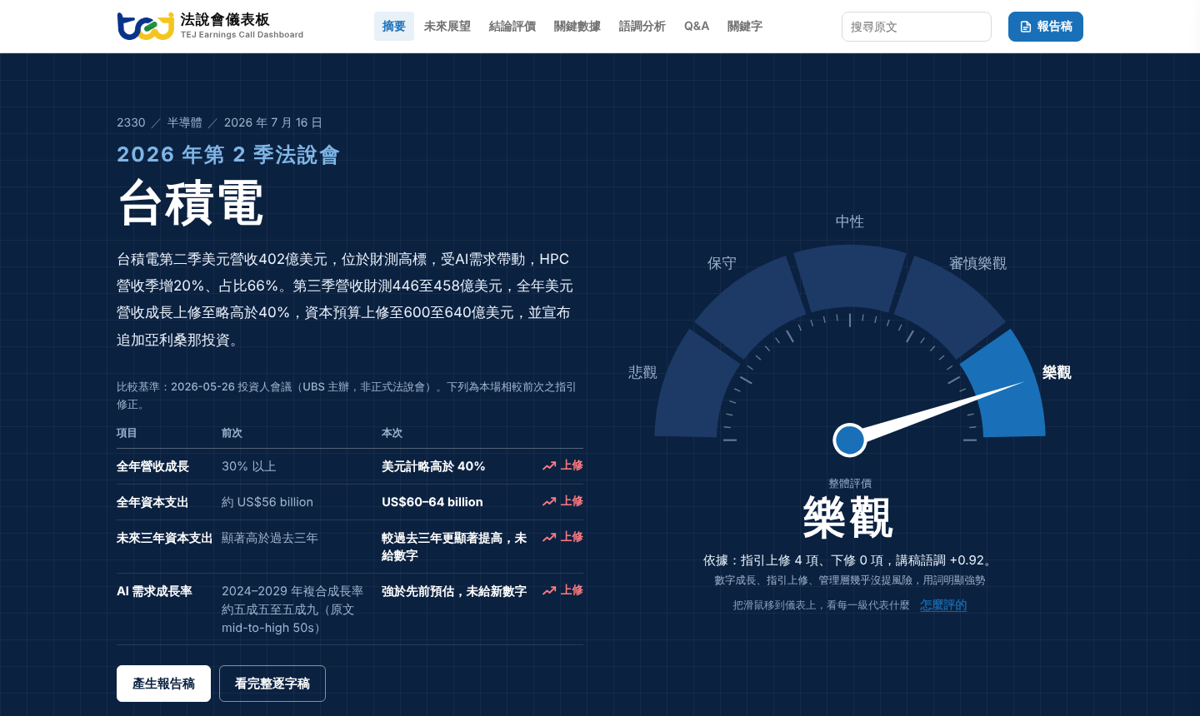 tej
法說會儀表板
TEJ Earnings Call Dashboard
摘要 未來展望 結論評價 關鍵數據 語調分析 Q&A 關鍵字
搜尋原文
報告稿
2330 ／ 半導體 ／ 2026 年 7 月 16 日
2026 年第 2 季法說會
台積電
台積電第二季美元營收402億美元，位於財測高標，受AI需求帶動，HPC
營收季增20%、占比66%。第三季營收財測446至458億美元，全年美元
營收成長上修至略高於40%，資本預算上修至600至640億美元，並宣布
追加亞利桑那投資。
比較基準：2026-05-26 投資人會議（UBS 主辦，非正式法說會）。下列為本場相較前次之指引
修正。
項目 前次 本次
全年營收成長 30% 以上 美元計略高於 40% 上修
全年資本支出 約 US$56 billion US$60–64 billion 上修
未來三年資本支出 顯著高於過去三年 較過去三年更顯著提高，未 上修
給數字
AI 需求成長率 2024–2029 年複合成長率 強於先前預估，未給新數字 上修
約五成五至五成九（原文
mid-to-high 50s）
產生報告稿 看完整逐字稿
中性
保守 審慎樂觀
悲觀 樂觀
整體評價
樂觀
依據：指引上修 4 項、下修 0 項，講稿語調 +0.92。
數字成長、指引上修、管理層幾乎沒提風險，用詞明顯強勢
把滑鼠移到儀表上，看每一級代表什麼 怎麼評的